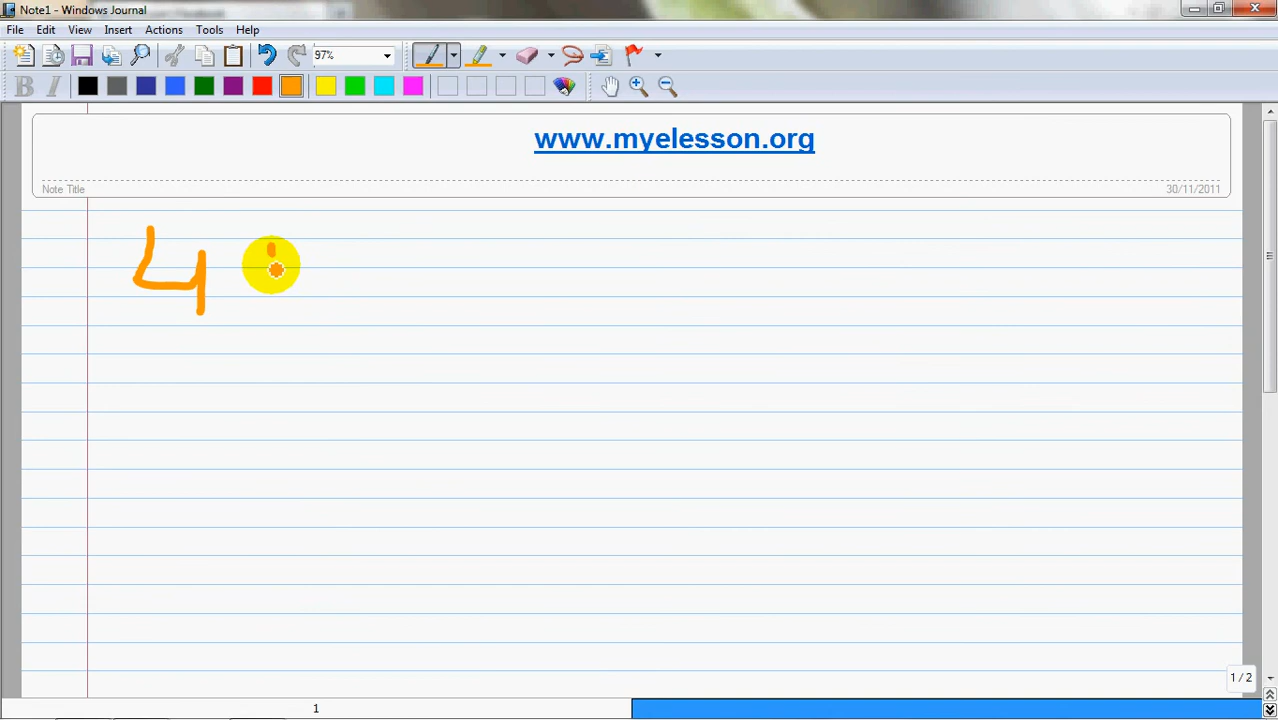 Note1 - Windows Journal
File Edit View Insert Actions Tools Help
97%
B I
www.myelesson.org
Note Title 30/11/2011
4
1 / 2
1